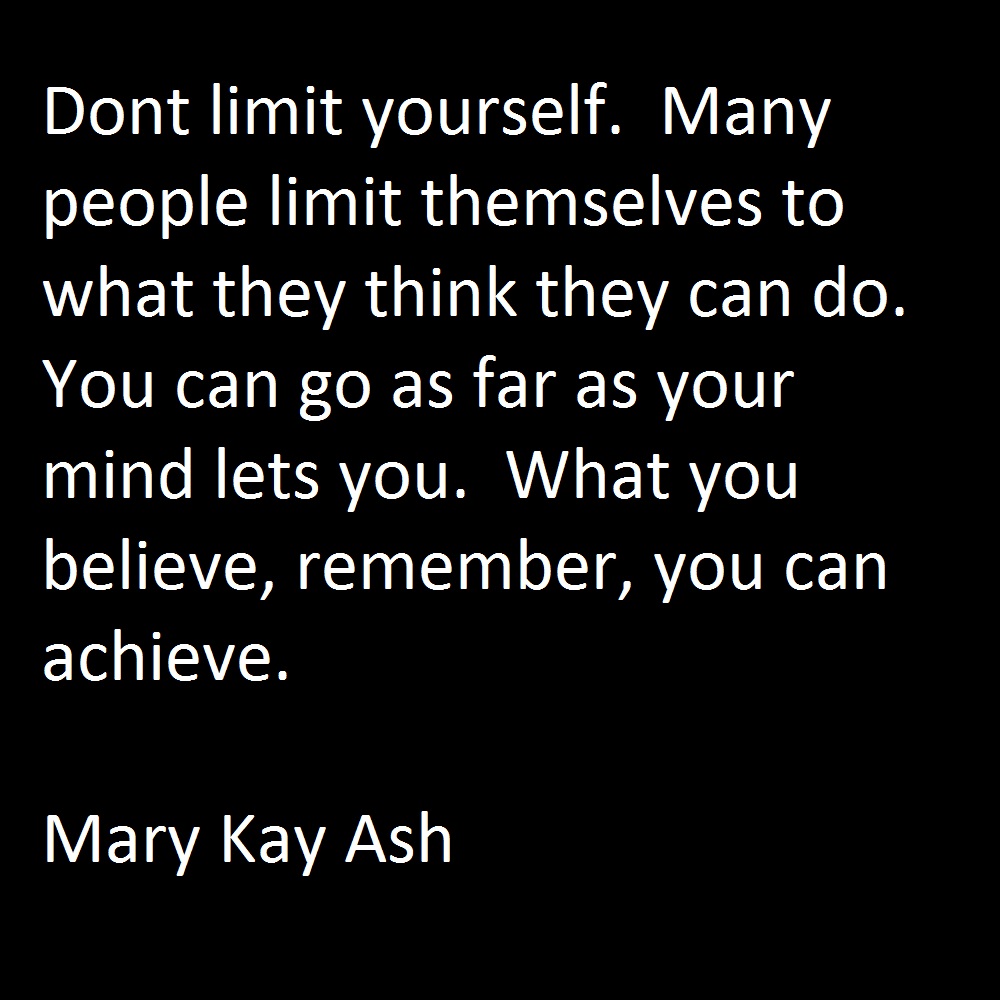 Dont limit yourself.  Many
people limit themselves to
what they think they can do.
You can go as far as your
mind lets you.  What you
believe, remember, you can
achieve.

Mary Kay Ash